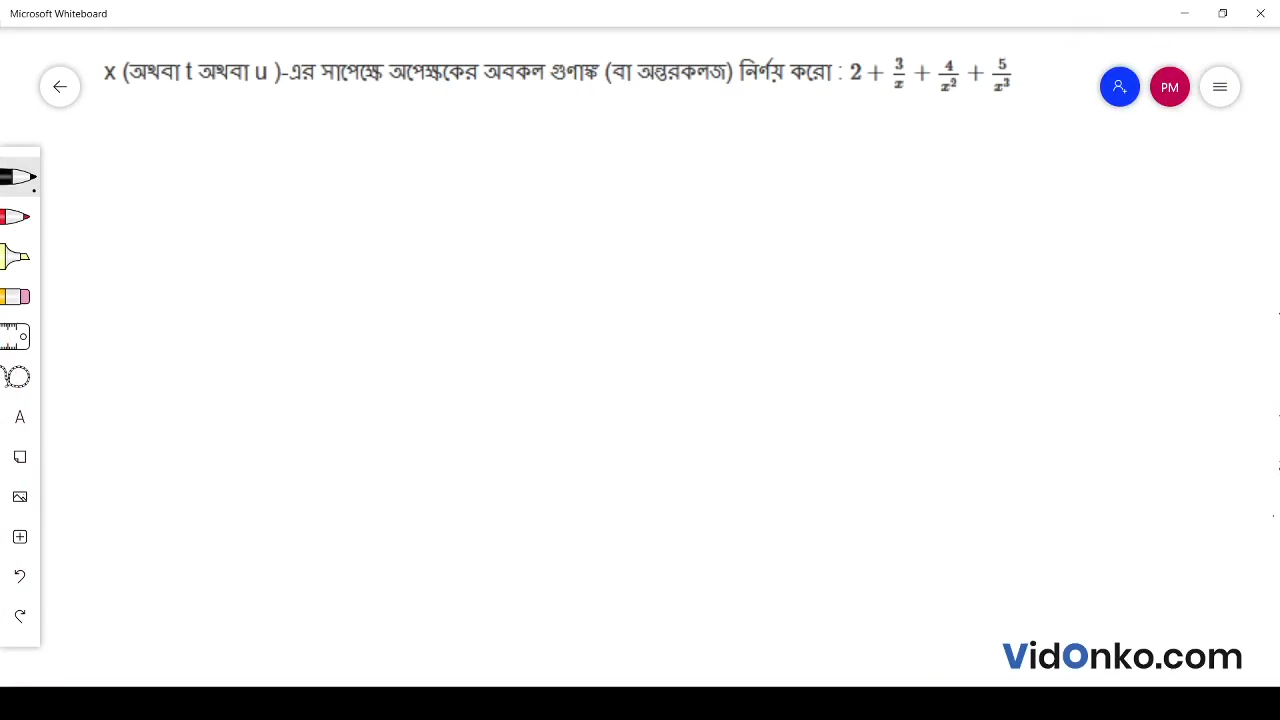 Microsoft Whiteboard
x (অথবা t অথবা u )-এর সাপেক্ষে অপেক্ষকের অবকল গুণাঙ্ক (বা অন্তরকলজ) নির্ণয় করো : 2 + 3/x + 4/x² + 5/x³
PM
A
VidOnko.com